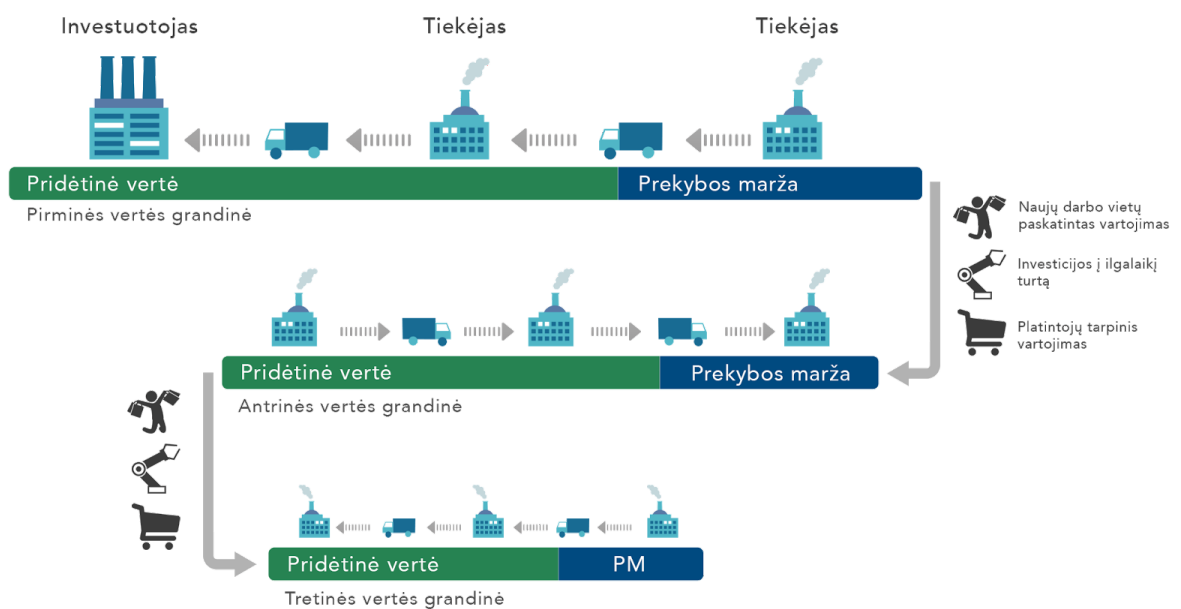 Investuotojas
Tiekėjas
Tiekėjas
Pridėtinė vertė
Prekybos marža
Pirminės vertės grandinė
Naujų darbo vietų
paskatintas vartojimas
Investicijos į ilgalaikį
turtą
Platintojų tarpinis
vartojimas
Pridėtinė vertė
Prekybos marža
Antrinės vertės grandinė
Pridėtinė vertė
PM
Tretinės vertės grandinė